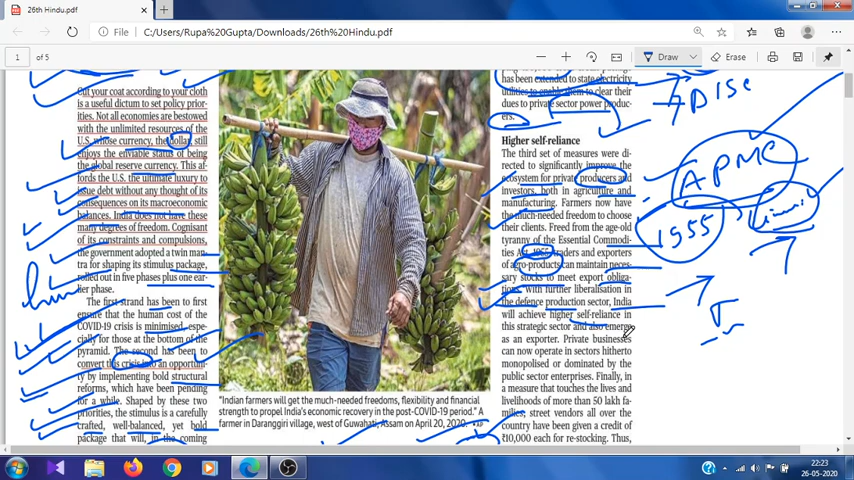 26th Hindu.pdf
File
C:/Users/Rupa%20Gupta/Downloads/26th%20Hindu.pdf
1 of 5
Draw
Erase
Cut your coat according to your cloth
is a useful dictum to set policy prior-
ities. Not all economies are bestowed
with the unlimited resources of the
U.S. whose currency, the dollar, still
enjoys the enviable status of being
the global reserve currency. This af-
fords the U.S. the ultimate luxury to
issue debt without any thought of its
consequences on its macroeconomic
balances. India does not have these
many degrees of freedom. Cognisant
of its constraints and compulsions,
the government adopted a twin man-
tra for shaping its stimulus package,
rolled out in five phases plus one ear-
lier phase.
The first strand has been to first
ensure that the human cost of the
COVID-19 crisis is minimised, espe-
cially for those at the bottom of the
pyramid. The second has been to
convert this crisis into an opportun-
ity by implementing bold structural
reforms, which have been pending
for a while. Shaped by these two
priorities, the stimulus is a carefully
crafted, well-balanced, yet bold
package that will, in the coming
"Indian farmers will get the much-needed freedoms, flexibility and financial
strength to propel India's economic recovery in the post-COVID-19 period." A
farmer in Daranggiri village, west of Guwahati, Assam on April 20, 2020.
has been extended to state electricity
utilities to enable them to clear their
dues to private sector power produc-
ers.
Higher self-reliance
The third set of measures were di-
rected to significantly improve the
ecosystem for private producers and
investors, both in agriculture and
manufacturing. Farmers now have
the much-needed freedom to choose
their clients. Freed from the age-old
tyranny of the Essential Commodi-
ties Act, 1955, traders and exporters
of agro-products can maintain neces-
sary stocks to meet export obliga-
tions. With further liberalisation in
the defence production sector, India
will achieve higher self-reliance in
this strategic sector and also emerge
as an exporter. Private businesses
can now operate in sectors hitherto
monopolised or dominated by the
public sector enterprises. Finally, in
a measure that touches the lives and
livelihoods of more than 50 lakh fa-
milies, street vendors all over the
country have been given a credit of
₹10,000 each for re-stocking. Thus,
APMC
1955
22:23
26-05-2020